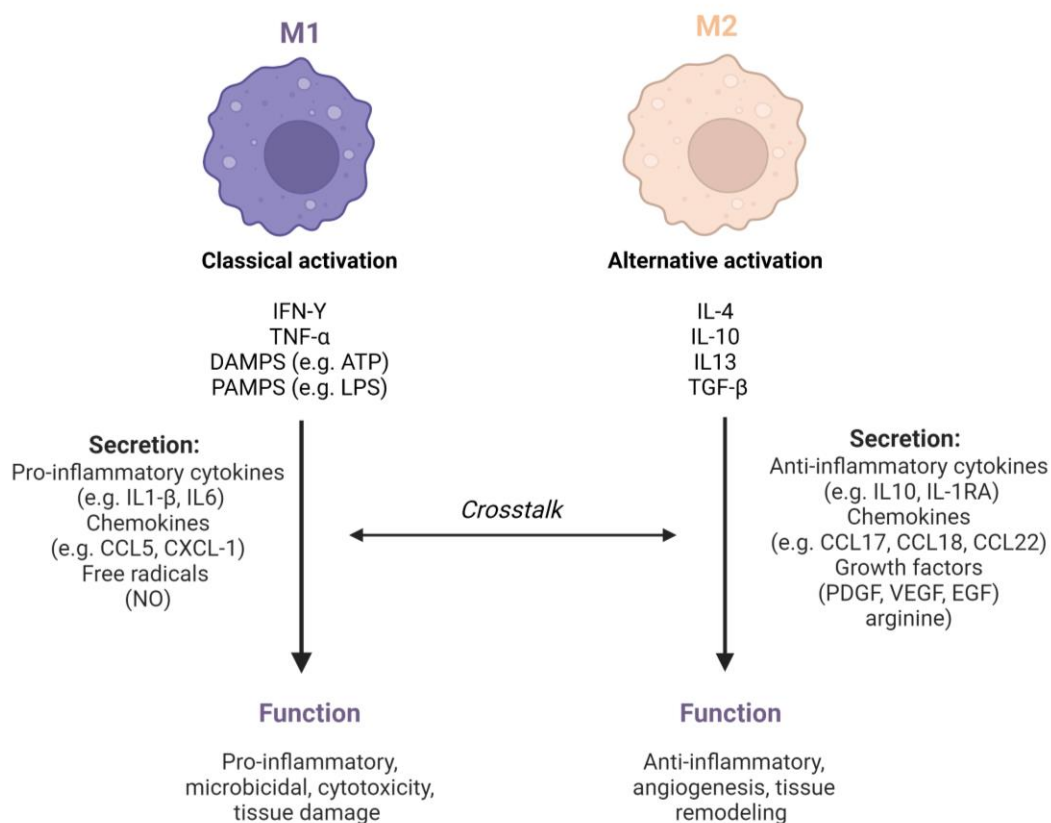 M1
Classical activation
IFN-Y
TNF-α
DAMPS (e.g. ATP)
PAMPS (e.g. LPS)
Secretion:
Pro-inflammatory cytokines
(e.g. IL1-β, IL6)
Chemokines
(e.g. CCL5, CXCL-1)
Free radicals
(NO)
Function
Pro-inflammatory,
microbicidal, cytotoxicity,
tissue damage
Crosstalk
M2
Alternative activation
IL-4
IL-10
IL13
TGF-β
Secretion:
Anti-inflammatory cytokines
(e.g. IL10, IL-1RA)
Chemokines
(e.g. CCL17, CCL18, CCL22)
Growth factors
(PDGF, VEGF, EGF)
arginine)
Function
Anti-inflammatory,
angiogenesis, tissue
remodeling